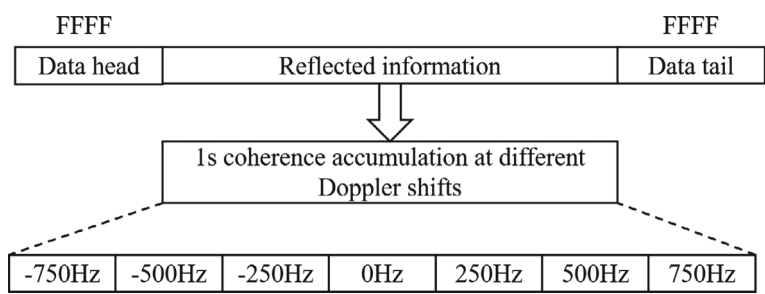 FFFF FFFF
Data head Reflected information Data tail
1s coherence accumulation at different
Doppler shifts
-750Hz -500Hz -250Hz 0Hz 250Hz 500Hz 750Hz